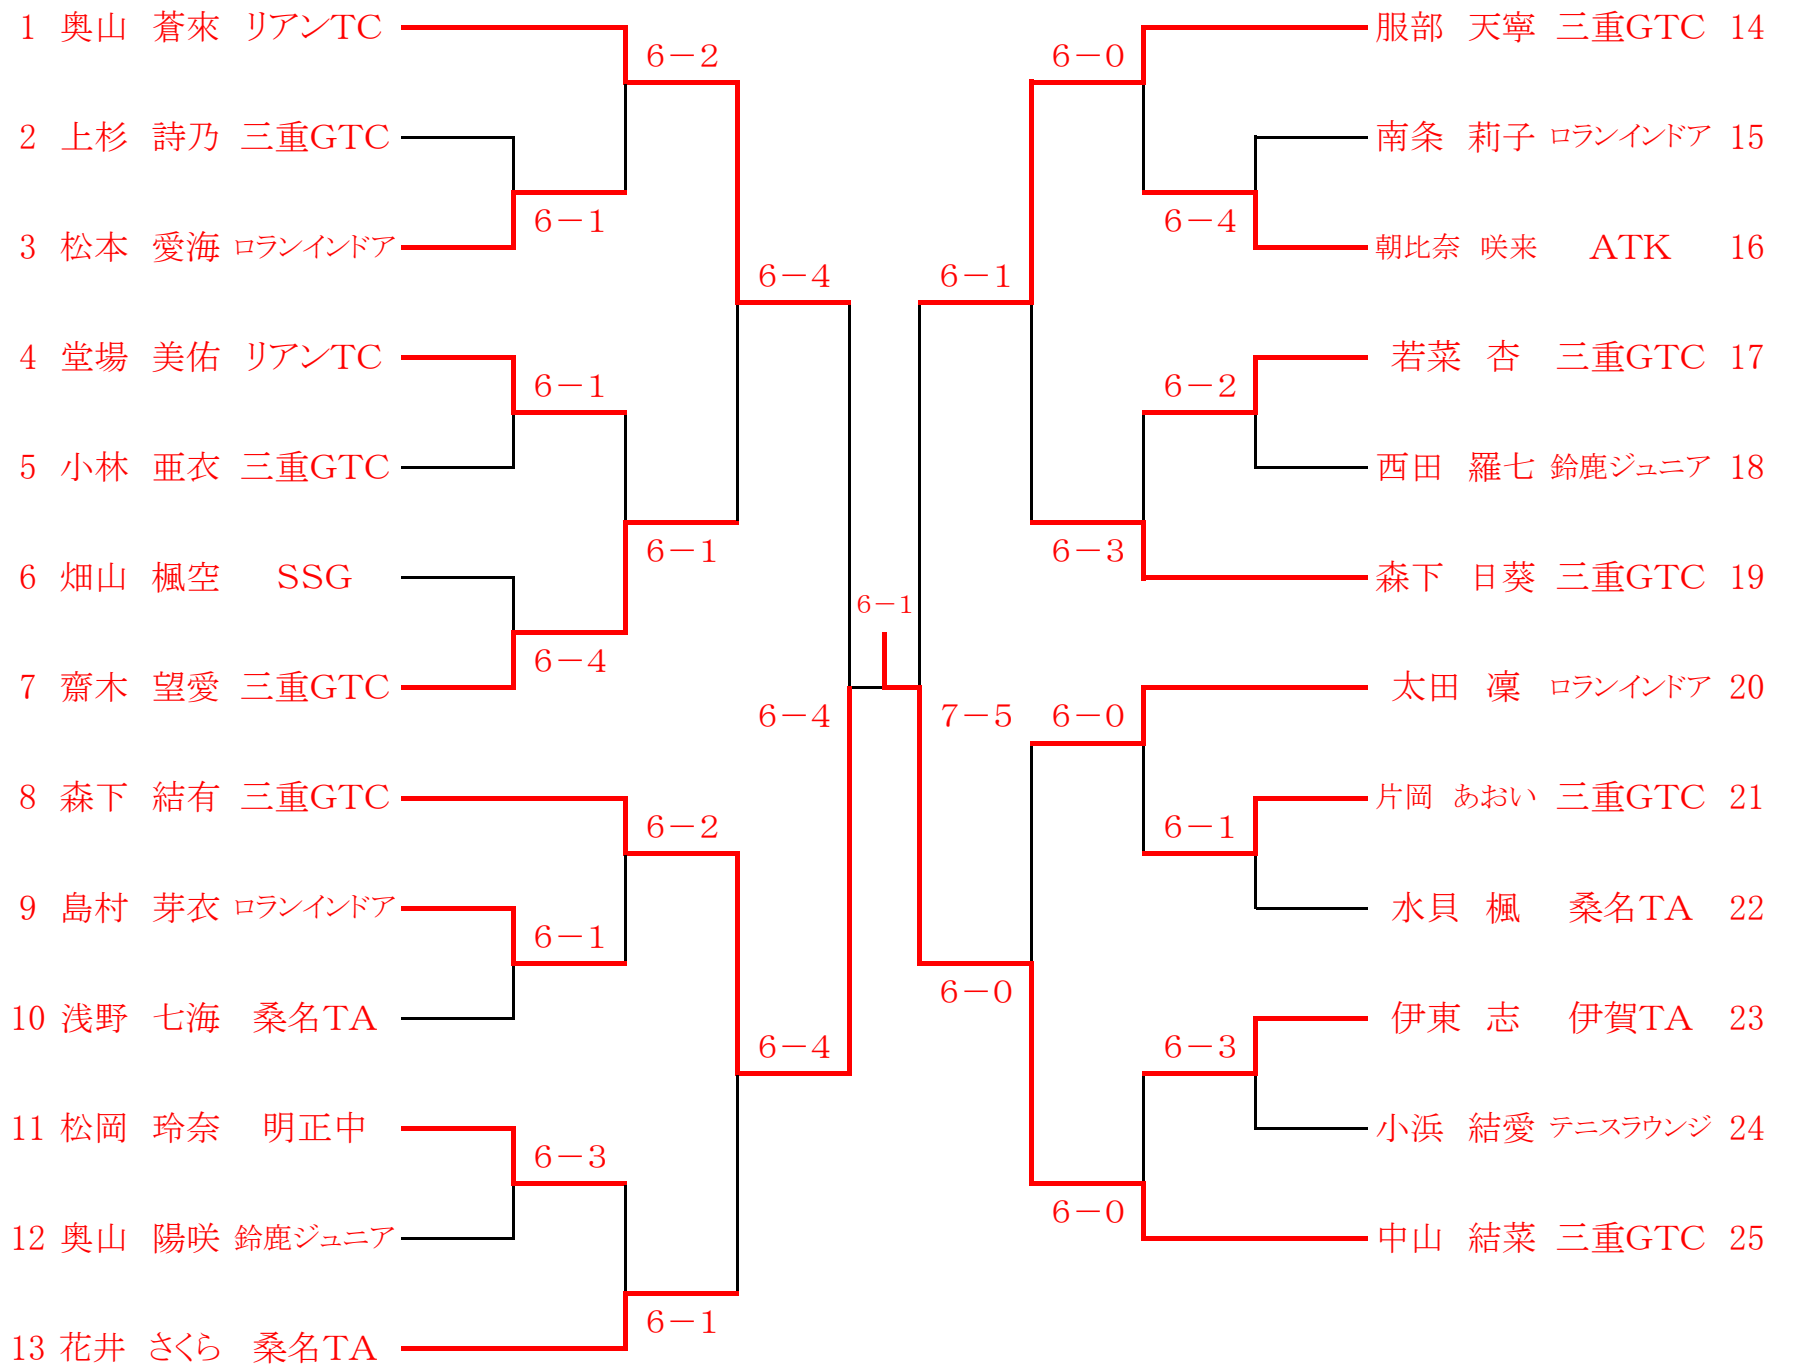 1 奥山 蒼來 リアンTC
6−2
2 上杉 詩乃 三重GTC
6−1
3 松本 愛海 ロランインドア
6−4
4 堂場 美佑 リアンTC
6−1
5 小林 亜衣 三重GTC
6−1
6 畑山 楓空 SSG
6−4
7 齋木 望愛 三重GTC
6−4
8 森下 結有 三重GTC
6−2
9 島村 芽衣 ロランインドア
6−1
10 浅野 七海 桑名TA
6−4
11 松岡 玲奈 明正中
6−3
12 奥山 陽咲 鈴鹿ジュニア
6−1
13 花井 さくら 桑名TA
6−1
服部 天寧 三重GTC 14
6−0
南条 莉子 ロランインドア 15
6−4
朝比奈 咲来 ATK 16
6−1
若菜 杏 三重GTC 17
6−2
西田 羅七 鈴鹿ジュニア 18
6−3
森下 日葵 三重GTC 19
7−5
太田 凜 ロランインドア 20
6−0
片岡 あおい 三重GTC 21
6−1
水貝 楓 桑名TA 22
6−0
伊東 志 伊賀TA 23
6−3
小浜 結愛 テニスラウンジ 24
6−0
中山 結菜 三重GTC 25